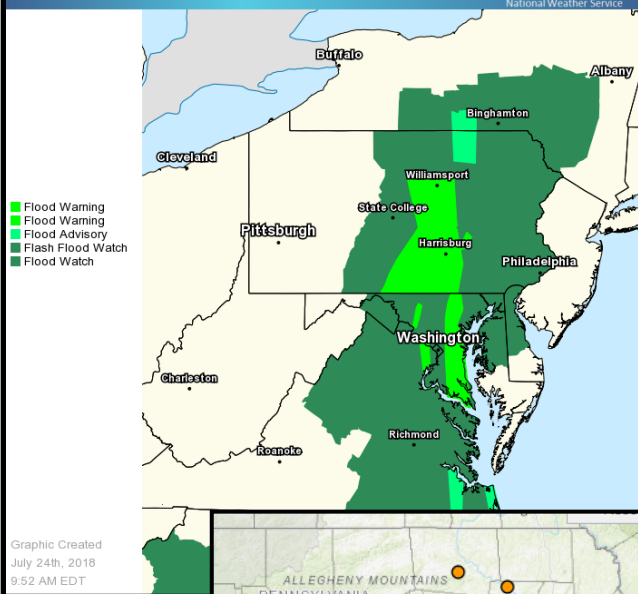 National Weather Service
Buffalo
Albany
Binghamton
Cleveland
Williamsport
Flood Warning
Flood Warning
Flood Advisory
Flash Flood Watch
Flood Watch
State College
Pittsburgh
Harrisburg
Philadelphia
Washington
Charleston
Richmond
Roanoke
Graphic Created
July 24th, 2018
9:52 AM EDT
ALLEGHENY MOUNTAINS
PENNSYLVANIA